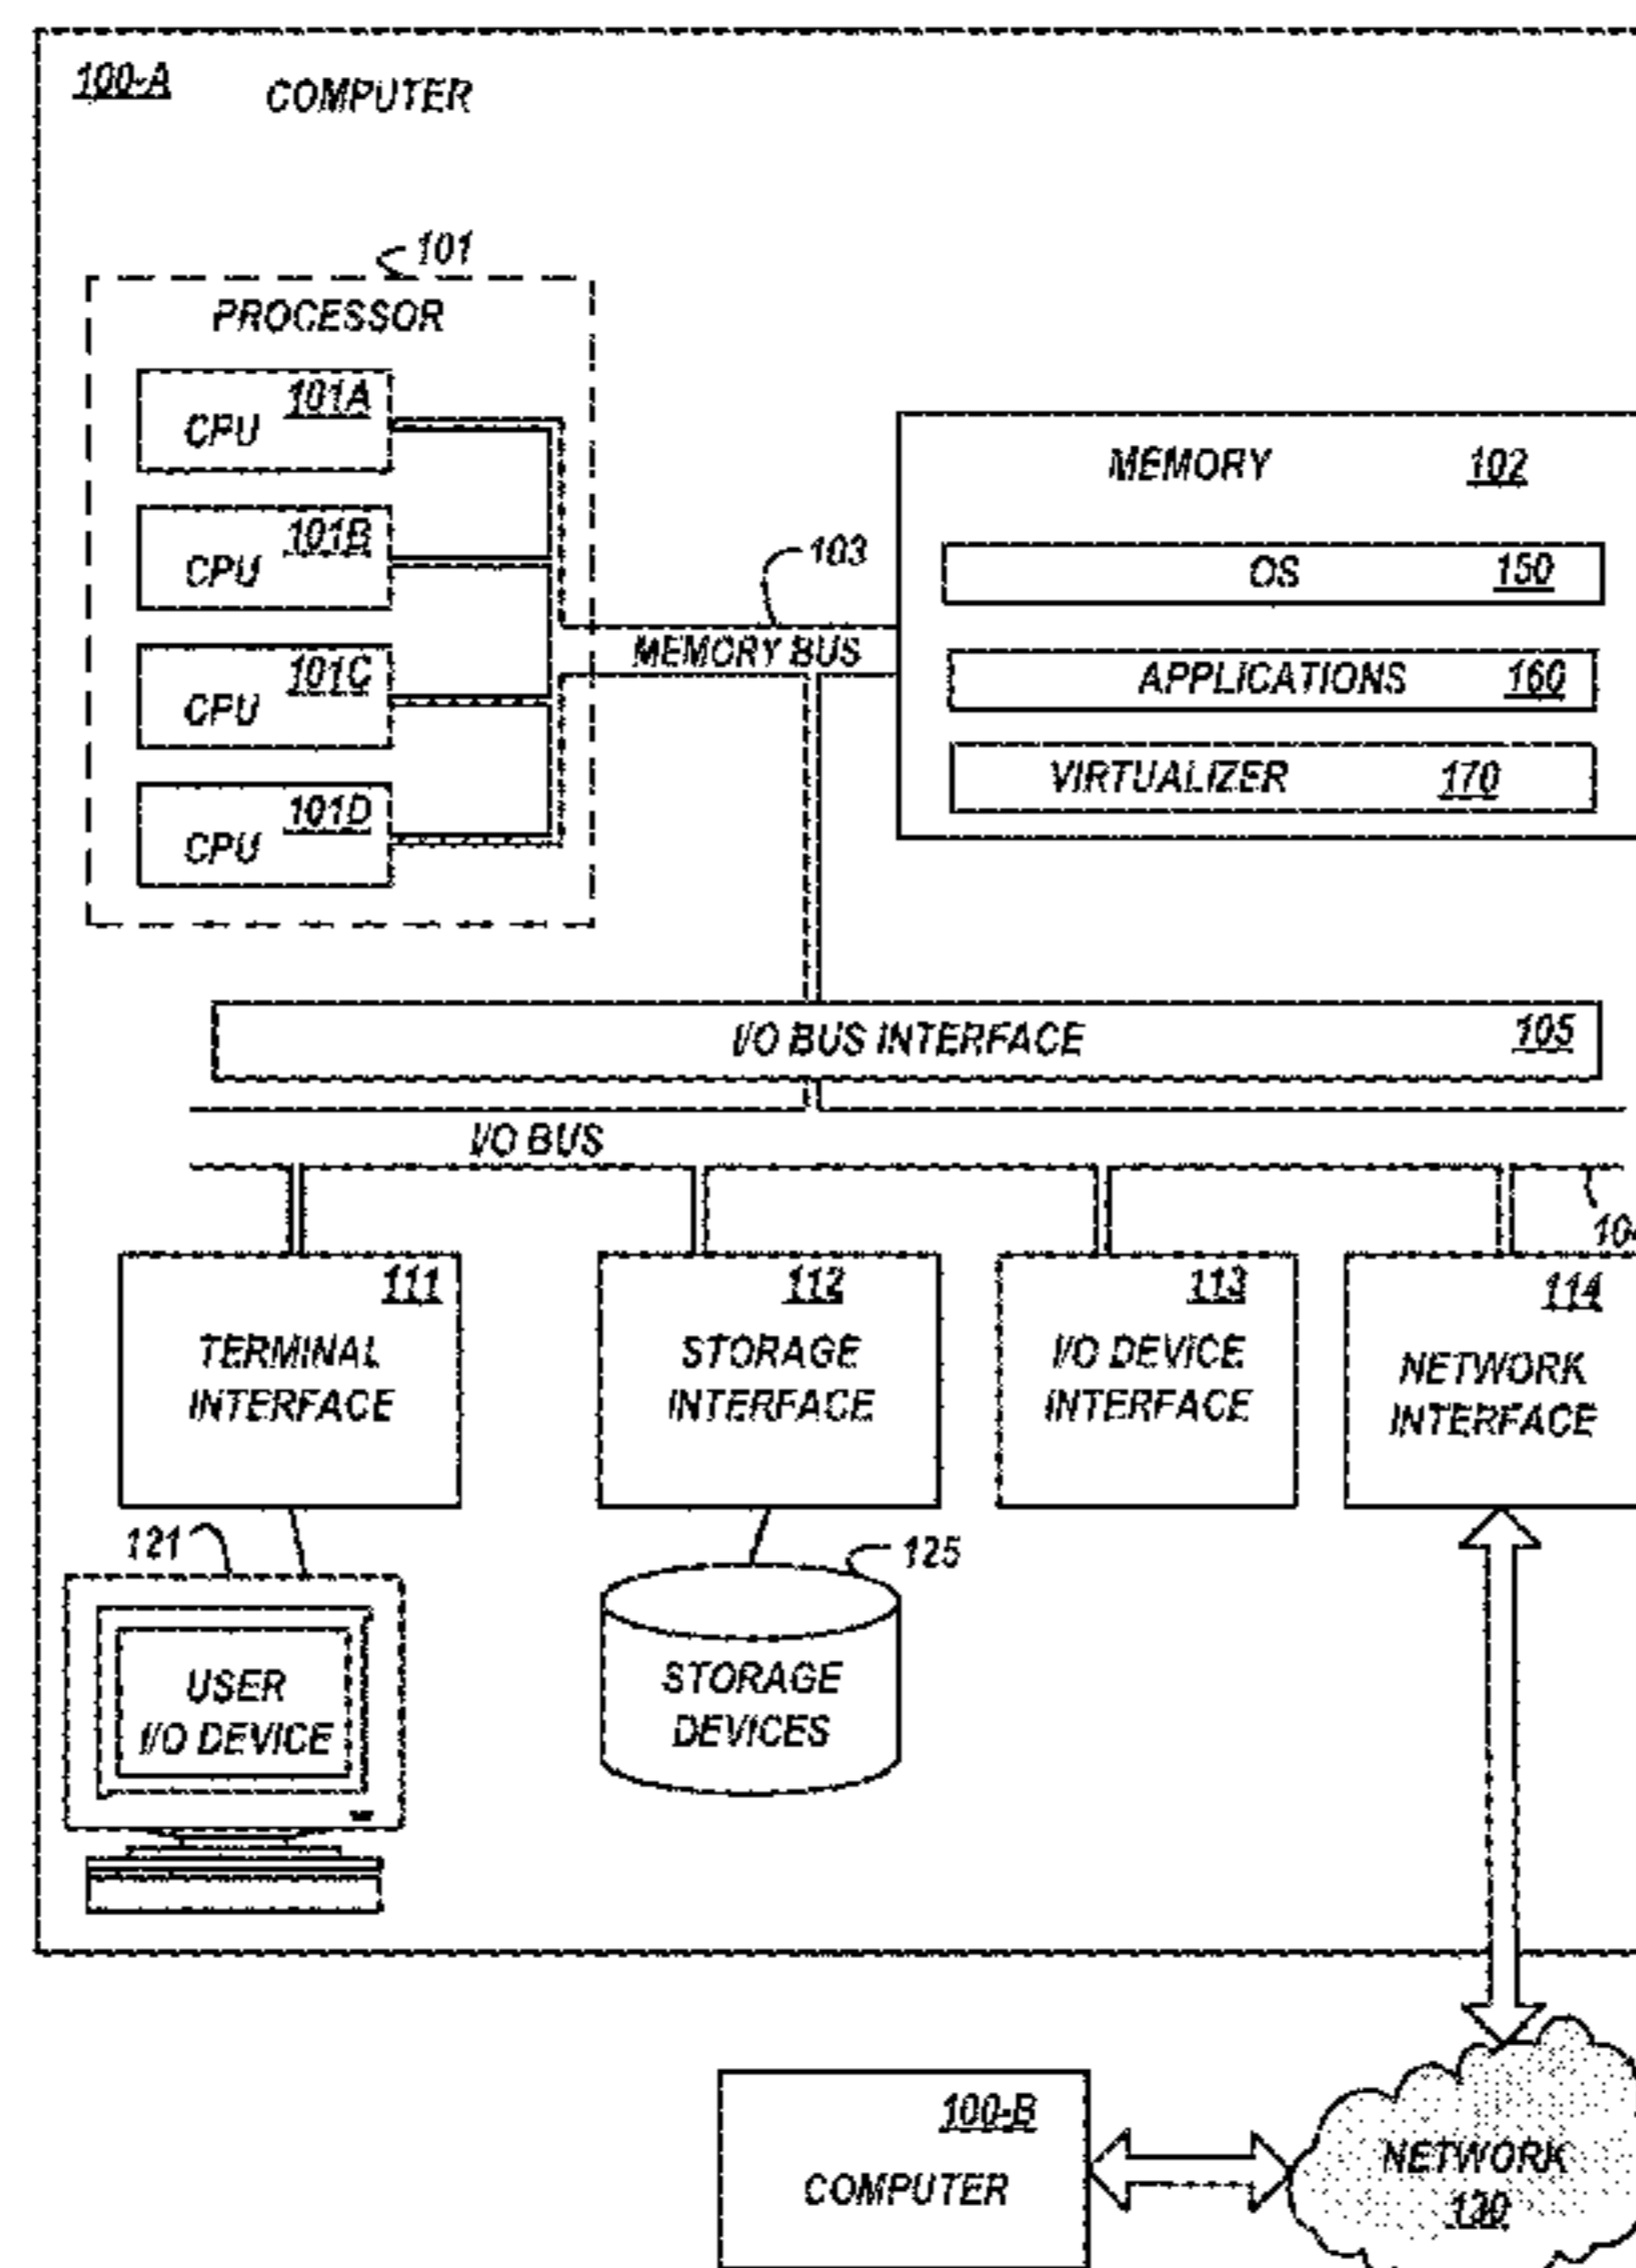 100-A COMPUTER
101
PROCESSOR
101A
CPU
101B
CPU
101C
CPU
101D
CPU
103
MEMORY BUS
MEMORY 102
OS 150
APPLICATIONS 160
VIRTUALIZER 170
I/O BUS INTERFACE 105
I/O BUS
111
TERMINAL
INTERFACE
112
STORAGE
INTERFACE
113
I/O DEVICE
INTERFACE
114
NETWORK
INTERFACE
121
USER
I/O DEVICE
125
STORAGE
DEVICES
100-B
COMPUTER
NETWORK